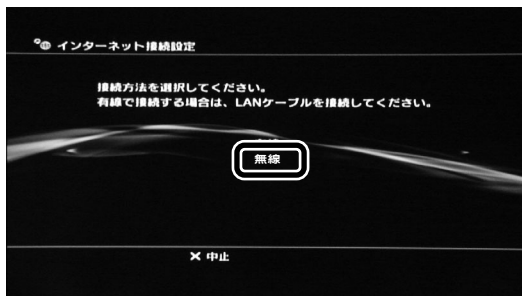 インターネット接続設定
接続方法を選択してください。
有線で接続する場合は、LANケーブルを接続してください。
無線
✕ 中止